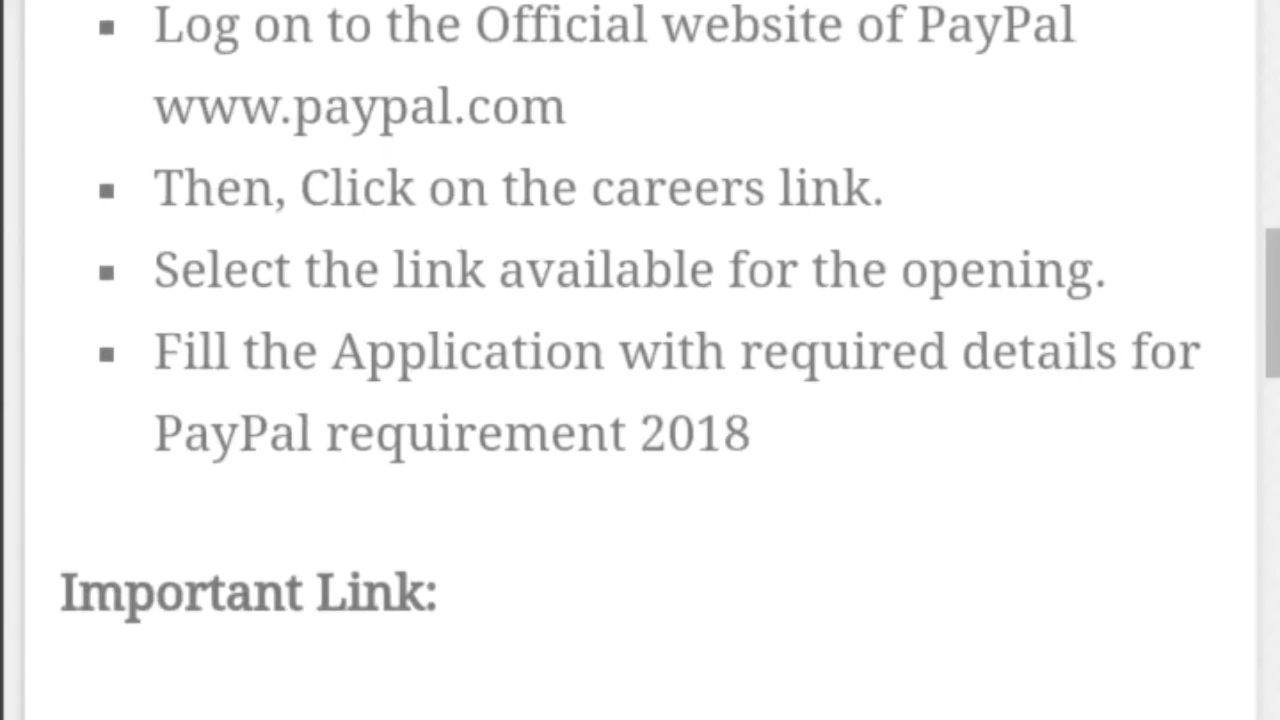 ▪ Log on to the Official website of PayPal
www.paypal.com
▪ Then, Click on the careers link.
▪ Select the link available for the opening.
▪ Fill the Application with required details for
PayPal requirement 2018
Important Link: